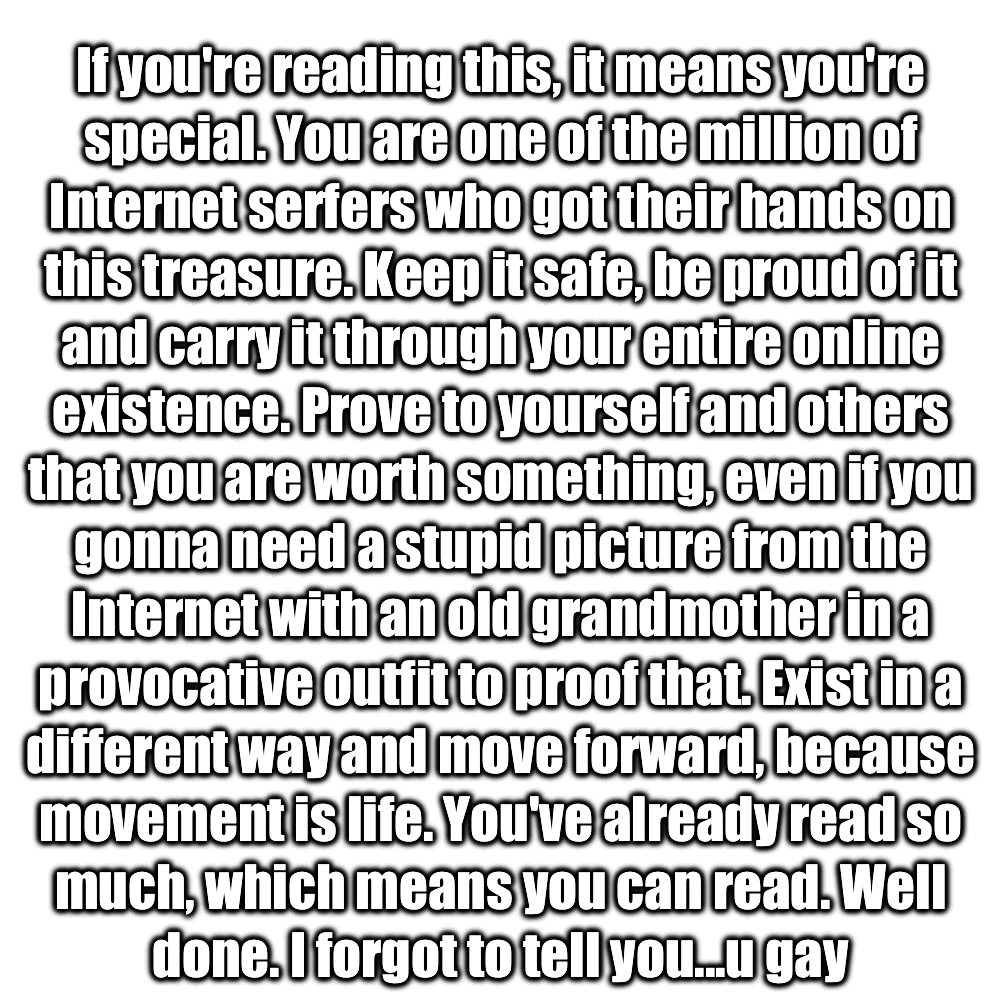 If you're reading this, it means you're
special. You are one of the million of
Internet serfers who got their hands on
this treasure. Keep it safe, be proud of it
and carry it through your entire online
existence. Prove to yourself and others
that you are worth something, even if you
gonna need a stupid picture from the
Internet with an old grandmother in a
provocative outfit to proof that. Exist in a
different way and move forward, because
movement is life. You've already read so
much, which means you can read. Well
done. I forgot to tell you...u gay